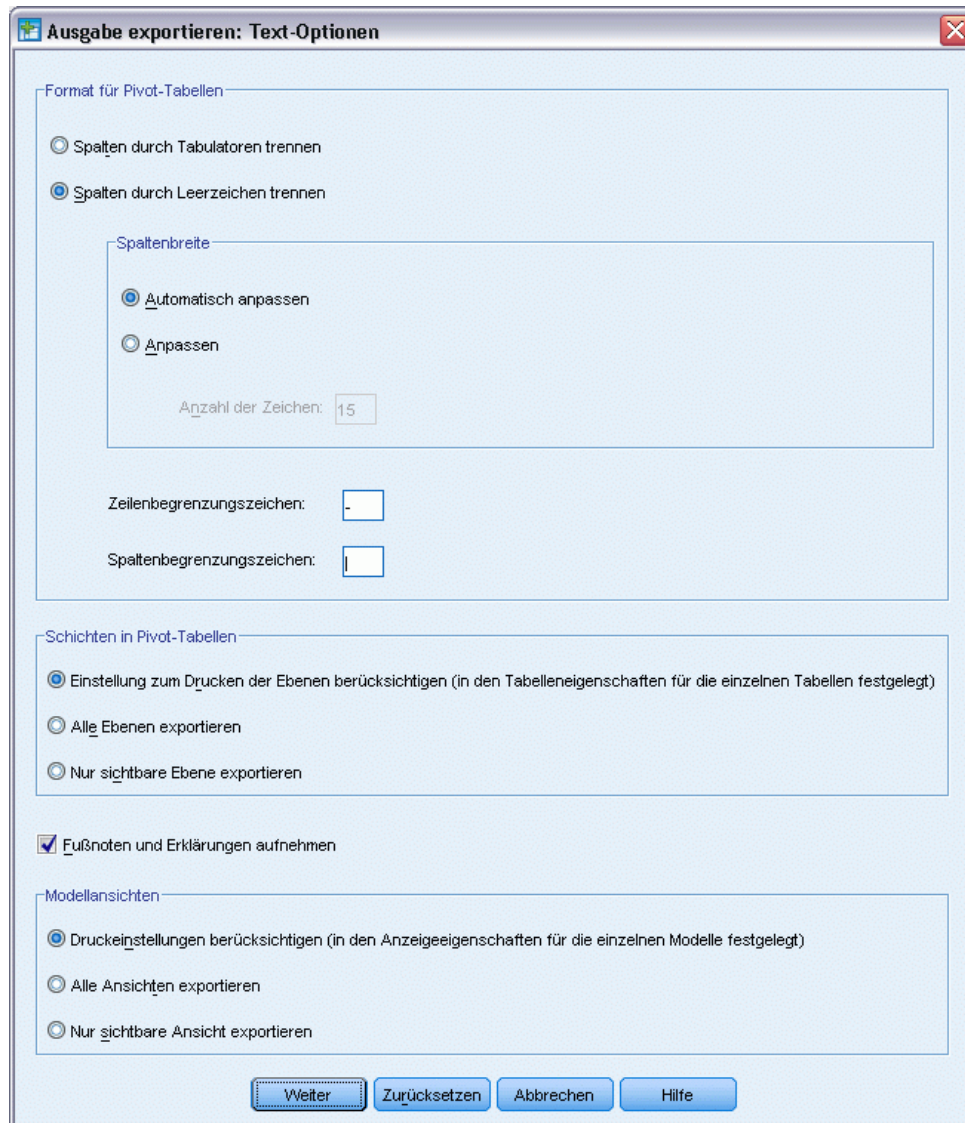 Ausgabe exportieren: Text-Optionen
Format für Pivot-Tabellen
Spalten durch Tabulatoren trennen
Spalten durch Leerzeichen trennen
Spaltenbreite
Automatisch anpassen
Anpassen
Anzahl der Zeichen: 15
Zeilenbegrenzungszeichen: -
Spaltenbegrenzungszeichen: |
Schichten in Pivot-Tabellen
Einstellung zum Drucken der Ebenen berücksichtigen (in den Tabelleneigenschaften für die einzelnen Tabellen festgelegt)
Alle Ebenen exportieren
Nur sichtbare Ebene exportieren
Fußnoten und Erklärungen aufnehmen
Modellansichten
Druckeinstellungen berücksichtigen (in den Anzeigeeigenschaften für die einzelnen Modelle festgelegt)
Alle Ansichten exportieren
Nur sichtbare Ansicht exportieren
Weiter Zurücksetzen Abbrechen Hilfe